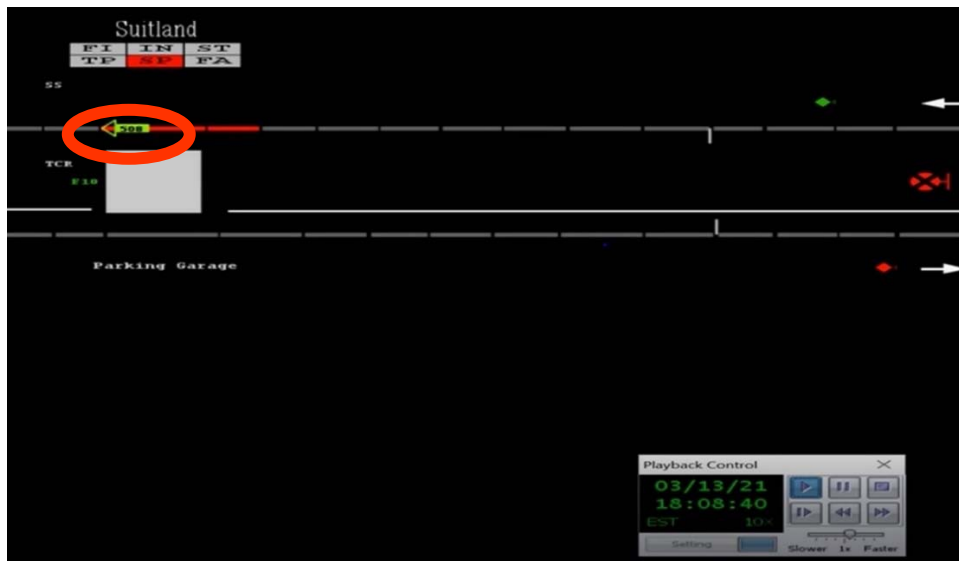 Suitland
FI IN ST
TP SP FA
SS
508
TCR
F10
Parking Garage
Playback Control
03/13/21
18:08:40
EST 10x
Setting
Slower 1x Faster